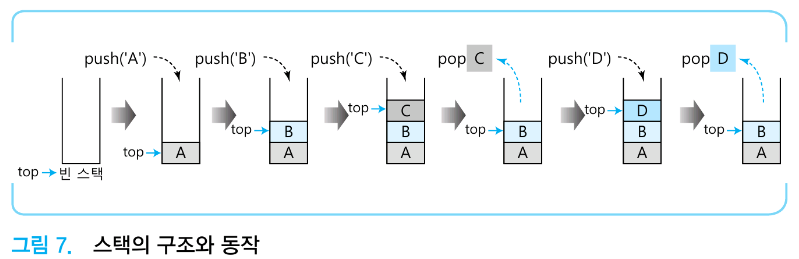 push('A') push('B') push('C') pop C push('D') pop D
top C top D
top B B top B B top B
top A A A A A A
top 빈 스택
그림 7. 스택의 구조와 동작